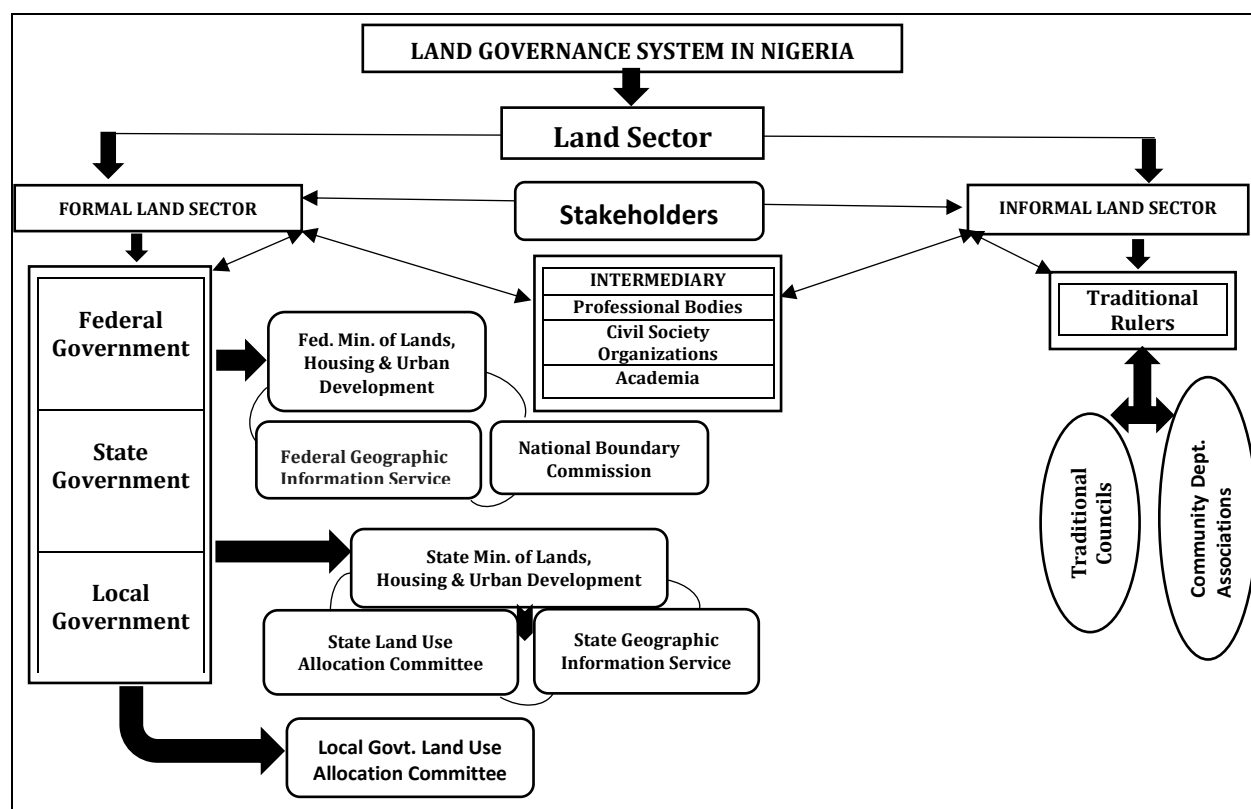 LAND GOVERNANCE SYSTEM IN NIGERIA
Land Sector
FORMAL LAND SECTOR
Stakeholders
INFORMAL LAND SECTOR
Federal
Government
State
Government
Local
Government
Fed. Min. of Lands,
Housing & Urban
Development
Federal Geographic
Information Service
National Boundary
Commission
INTERMEDIARY
Professional Bodies
Civil Society
Organizations
Academia
Traditional
Rulers
Traditional
Councils
Community Dept.
Associations
State Min. of Lands,
Housing & Urban Development
State Land Use
Allocation Committee
State Geographic
Information Service
Local Govt. Land Use
Allocation Committee